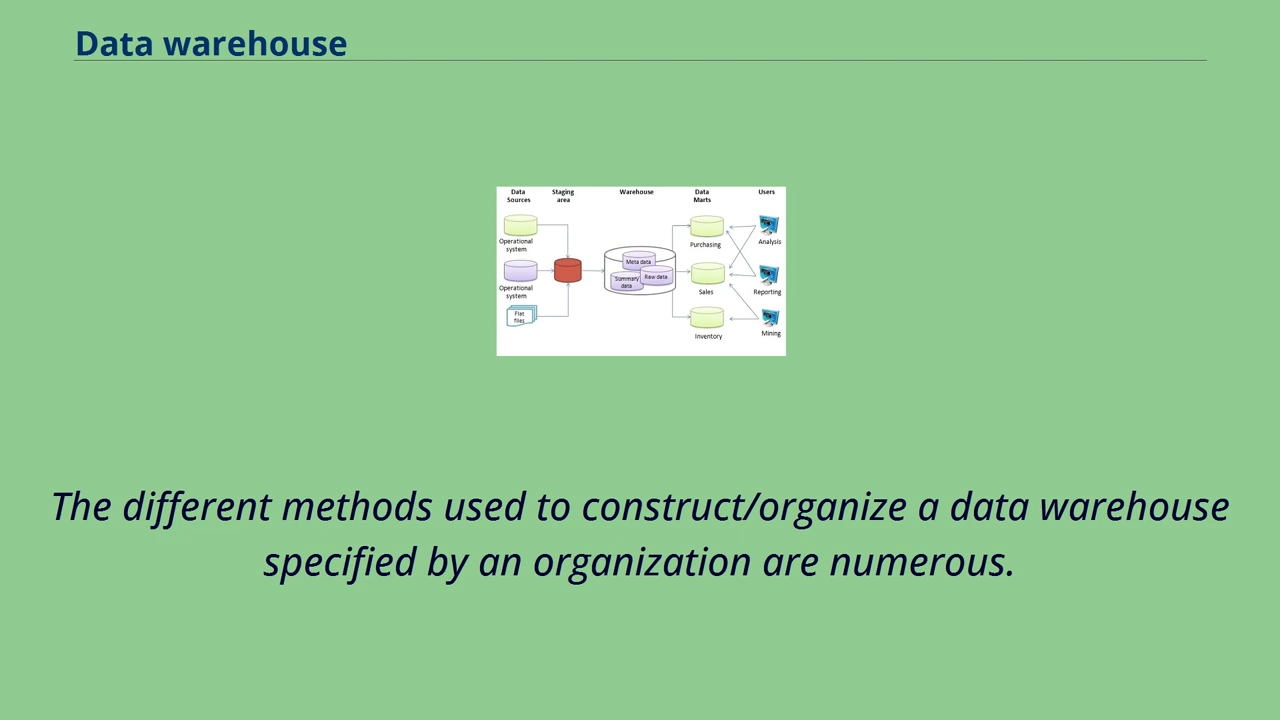 Data warehouse
Data Sources
Staging area
Warehouse
Data Marts
Users
Operational system
Operational system
Flat files
Meta data
Summary data
Raw data
Purchasing
Sales
Inventory
Analysis
Reporting
Mining
The different methods used to construct/organize a data warehouse
specified by an organization are numerous.